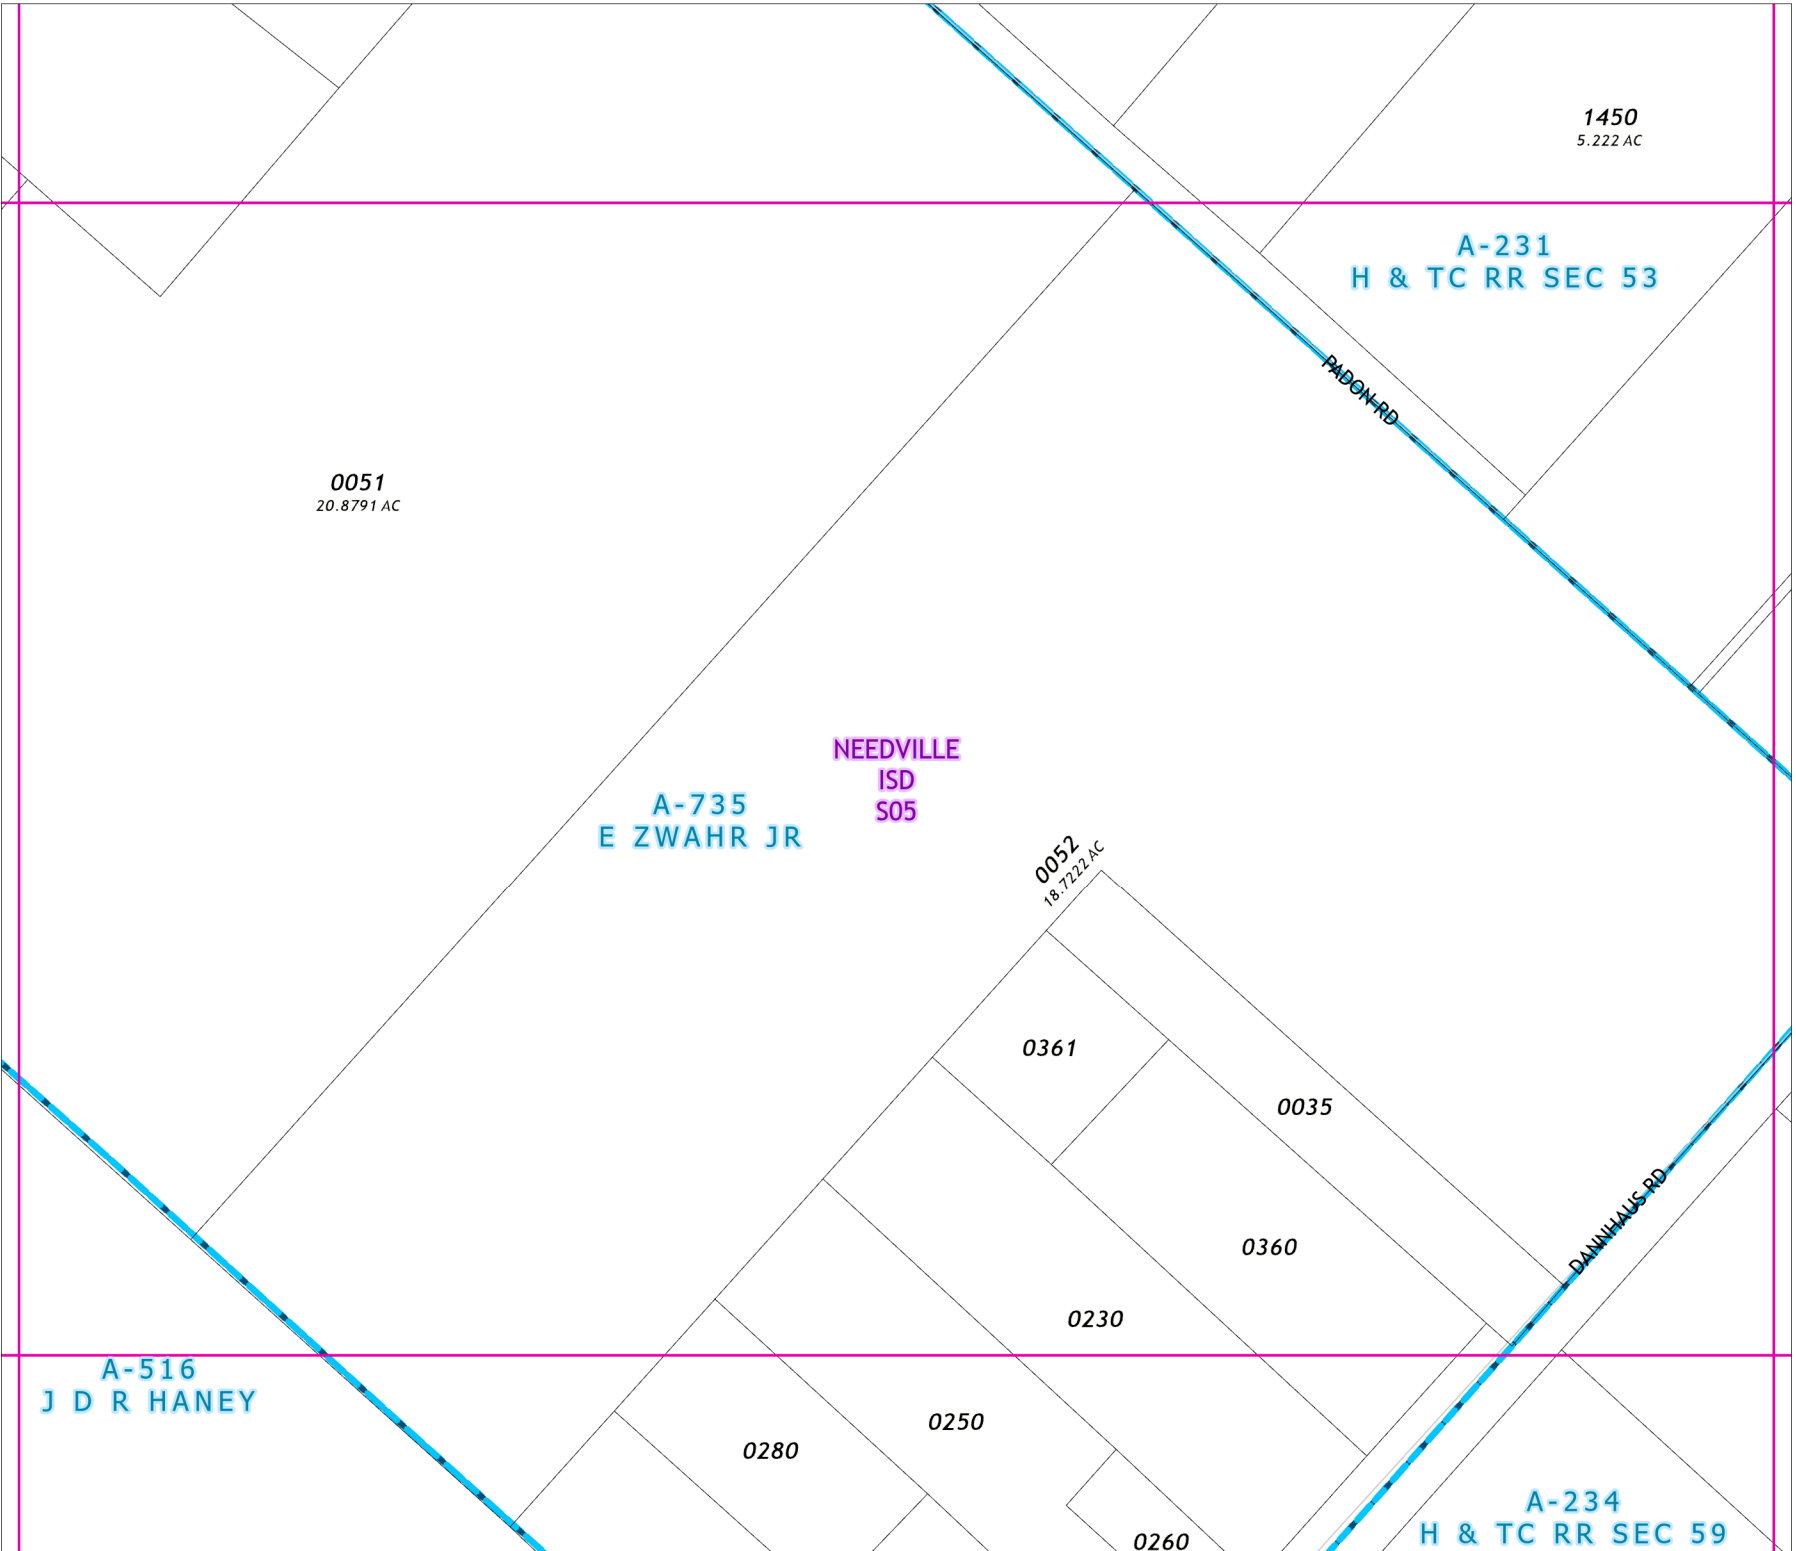 1450
5.222 AC
A-231
H & TC RR SEC 53
PADON RD
0051
20.8791 AC
NEEDVILLE
ISD
S05
A-735
E ZWAHR JR
0052
18.7222 AC
0361
0035
DANNHAUS RD
0360
0230
A-516
J D R HANEY
0250
0280
A-234
H & TC RR SEC 59
0260